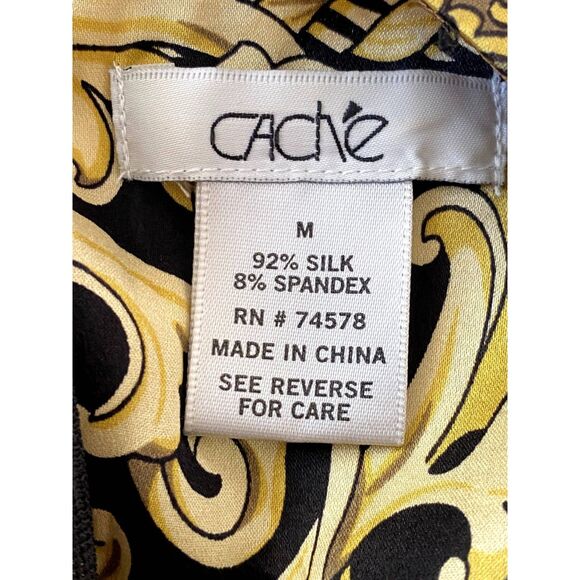 CAChé
M
92% SILK
8% SPANDEX
RN # 74578
MADE IN CHINA
SEE REVERSE
FOR CARE